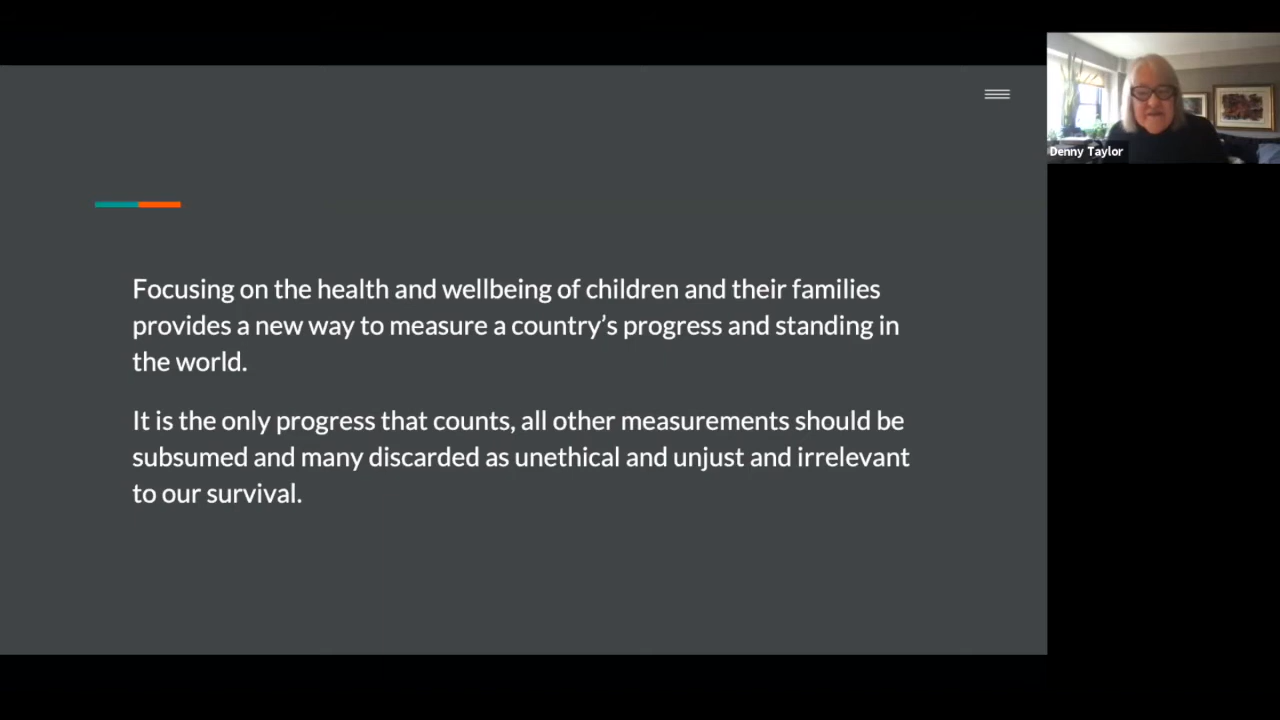 Focusing on the health and wellbeing of children and their families
provides a new way to measure a country’s progress and standing in
the world.
It is the only progress that counts, all other measurements should be
subsumed and many discarded as unethical and unjust and irrelevant
to our survival.
Denny Taylor